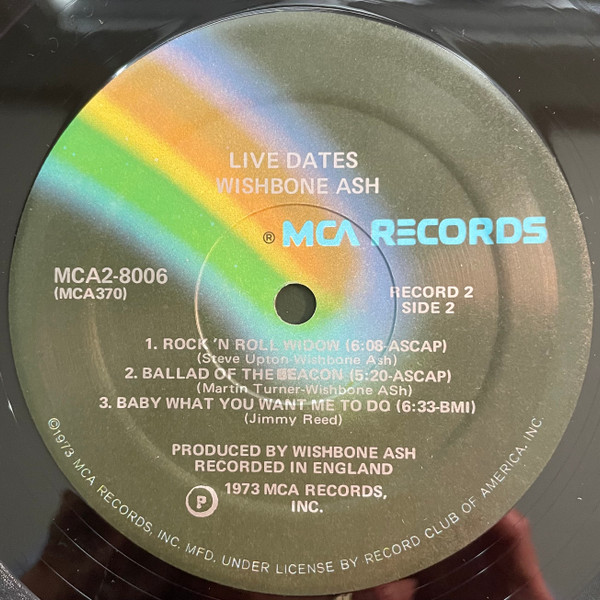 LIVE DATES
WISHBONE ASH
® MCA RECORDS
MCA2-8006
(MCA370)
RECORD 2
SIDE 2
1. ROCK 'N ROLL WIDOW (6:08-ASCAP)
(Steve Upton-Wishbone Ash)
2. BALLAD OF THE BEACON (5:20-ASCAP)
(Martin Turner-Wishbone ASh)
3. BABY WHAT YOU WANT ME TO DO (6:33-BMI)
(Jimmy Reed)
PRODUCED BY WISHBONE ASH
RECORDED IN ENGLAND
℗ 1973 MCA RECORDS,
INC.
©1973 MCA RECORDS, INC. MFD. UNDER LICENSE BY RECORD CLUB OF AMERICA, INC.